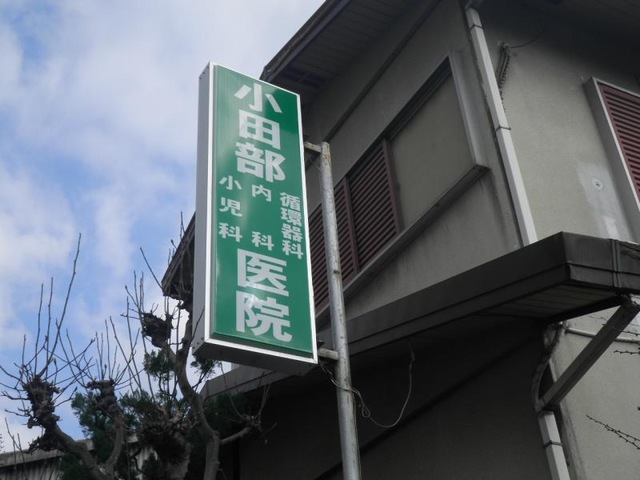 小田部
循環器科
内科
小児科
医院